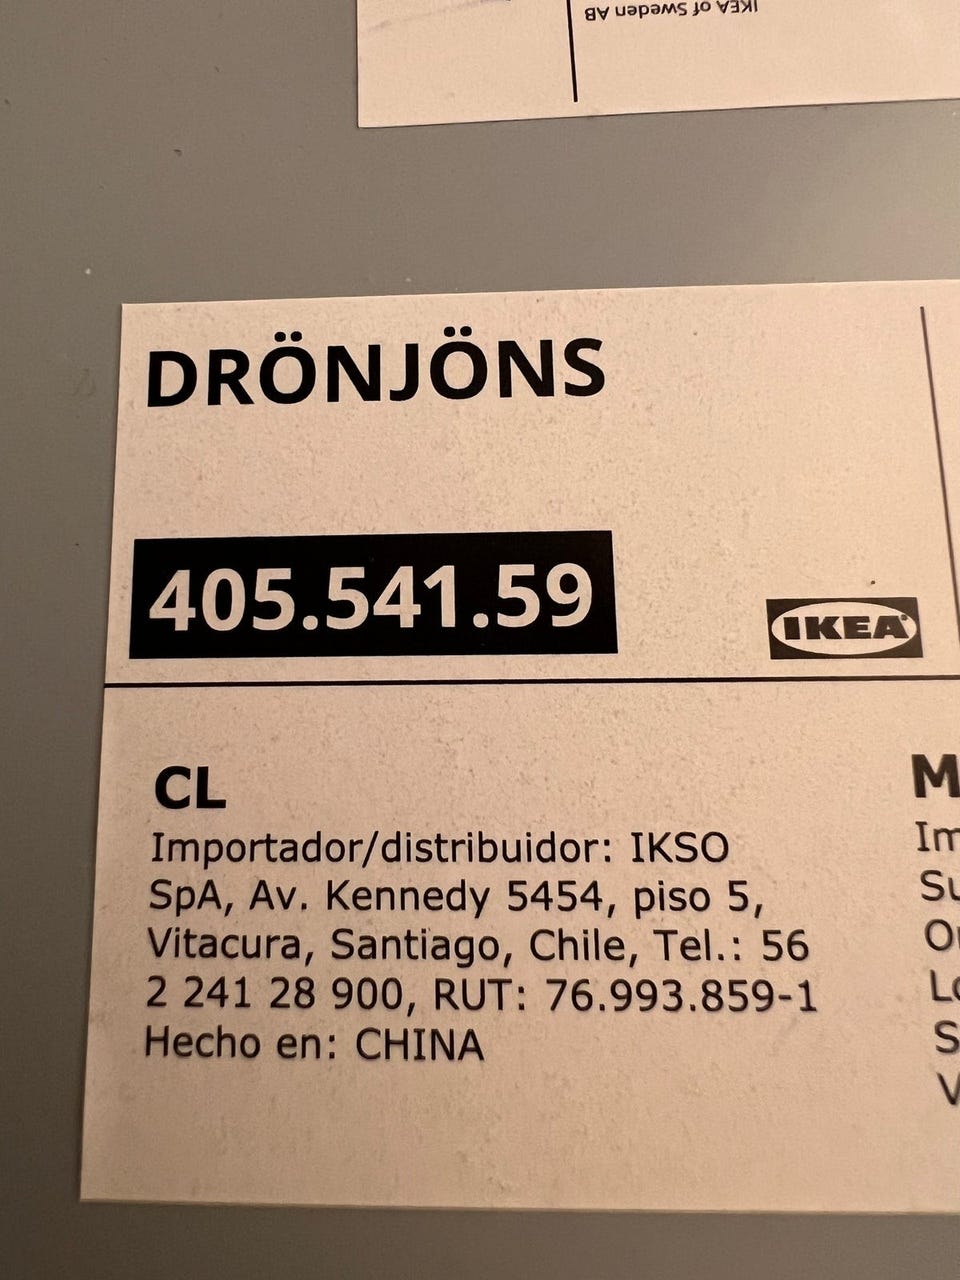 IKEA of Sweden AB
DRÖNJÖNS
405.541.59
IKEA
CL
Importador/distribuidor: IKSO
SpA, Av. Kennedy 5454, piso 5,
Vitacura, Santiago, Chile, Tel.: 56
2 241 28 900, RUT: 76.993.859-1
Hecho en: CHINA